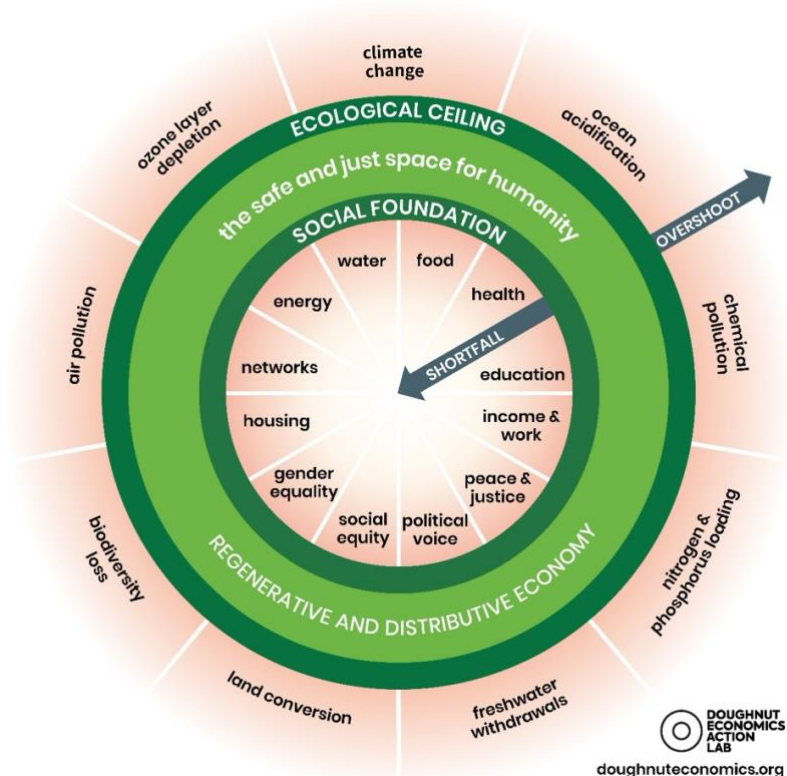 climate
change
ocean
acidification
OVERSHOOT
chemical
pollution
nitrogen &
phosphorus loading
freshwater
withdrawals
land conversion
biodiversity
loss
air pollution
ozone layer
depletion
ECOLOGICAL CEILING
the safe and just space for humanity
SOCIAL FOUNDATION
water
food
health
SHORTFALL
education
income &
work
peace &
justice
political
voice
social
equity
gender
equality
housing
networks
energy
REGENERATIVE AND DISTRIBUTIVE ECONOMY
DOUGHNUT
ECONOMICS
ACTION
LAB
doughnuteconomics.org